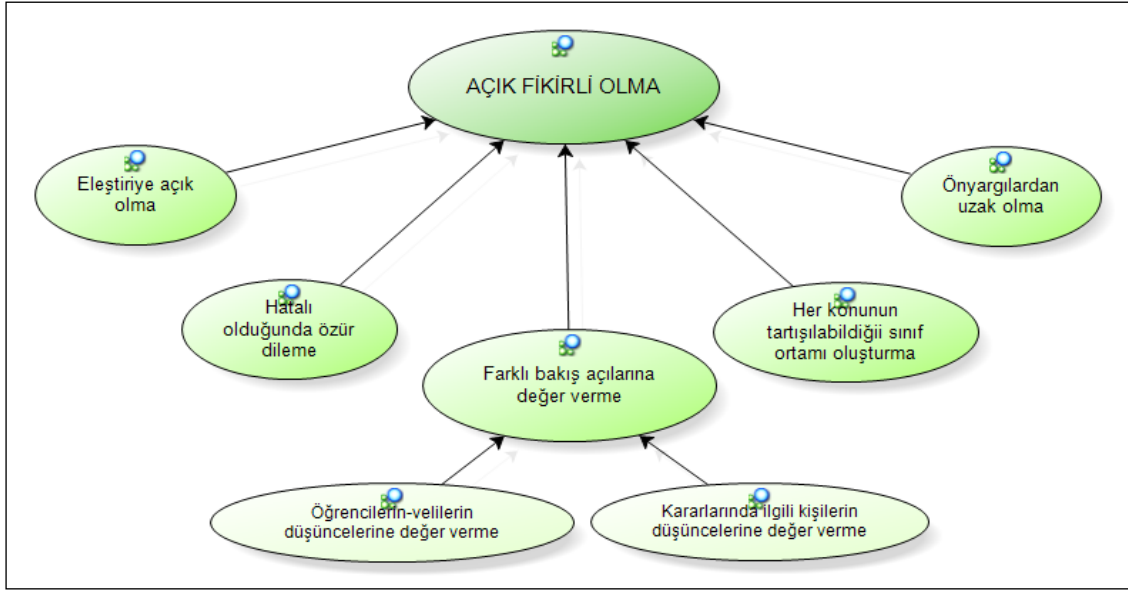 AÇIK FİKİRLİ OLMA
Eleştiriye açık
olma
Önyargılardan
uzak olma
Hatalı
olduğunda özür
dileme
Her konunun
tartışılabildiğii sınıf
ortamı oluşturma
Farklı bakış açılarına
değer verme
Öğrencilerin-velilerin
düşüncelerine değer verme
Kararlarında ilgili kişilerin
düşüncelerine değer verme